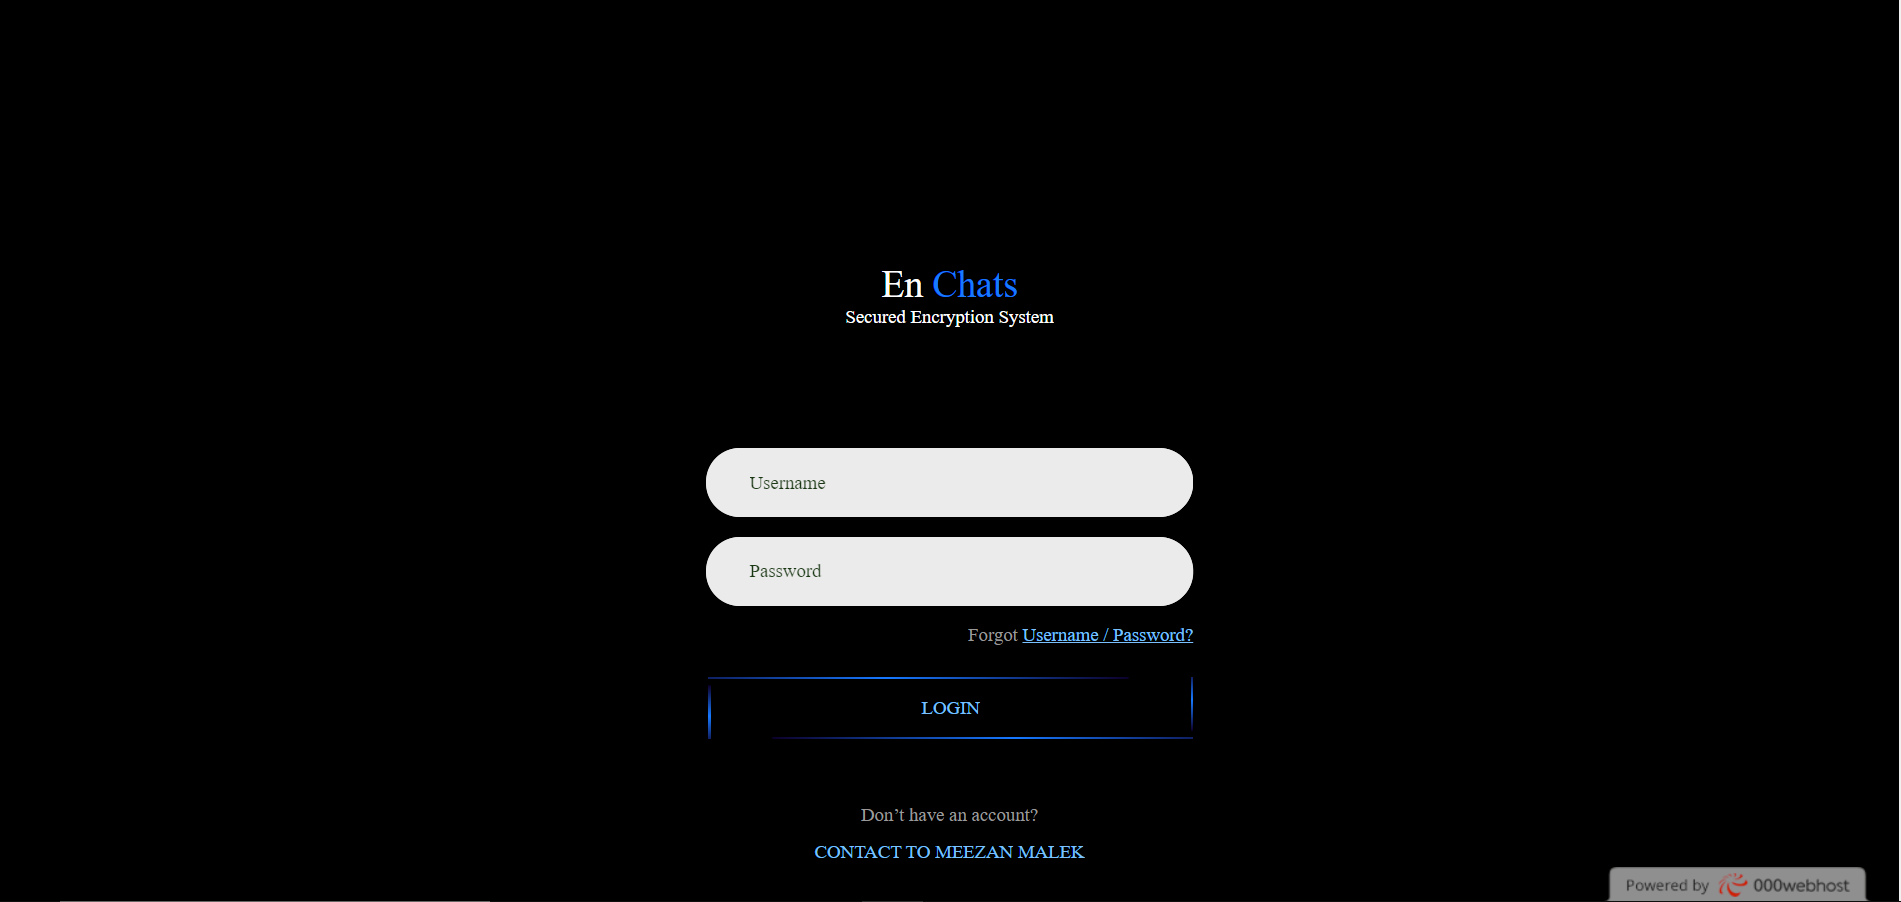 En Chats
Secured Encryption System
Username
Password
Forgot Username / Password?
LOGIN
Don’t have an account?
CONTACT TO MEEZAN MALEK
Powered by 000webhost